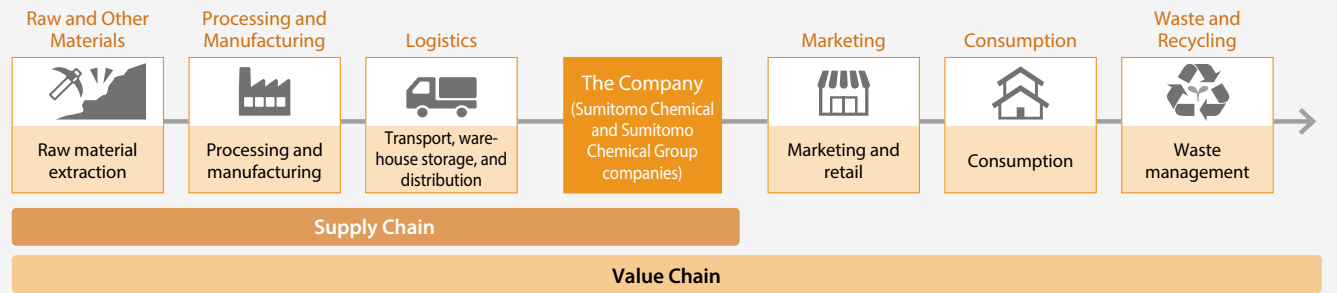 Raw and Other
Materials
Raw material
extraction
Processing and
Manufacturing
Processing and
manufacturing
Logistics
Transport, ware-
house storage, and
distribution
The Company
(Sumitomo Chemical
and Sumitomo
Chemical Group
companies)
Marketing
Marketing and
retail
Consumption
Consumption
Waste and
Recycling
Waste
management
Supply Chain
Value Chain